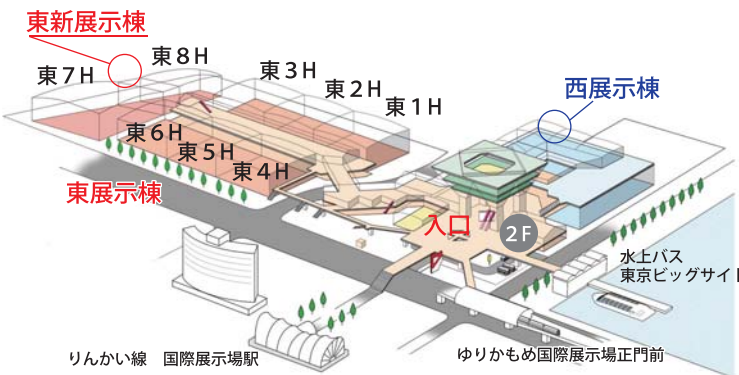 東新展示棟
東8H
東7H
東3H
東2H
東1H
西展示棟
東6H
東5H
東4H
東展示棟
入口
2F
水上バス
東京ビッグサイト
りんかい線 国際展示場駅
ゆりかもめ国際展示場正門前